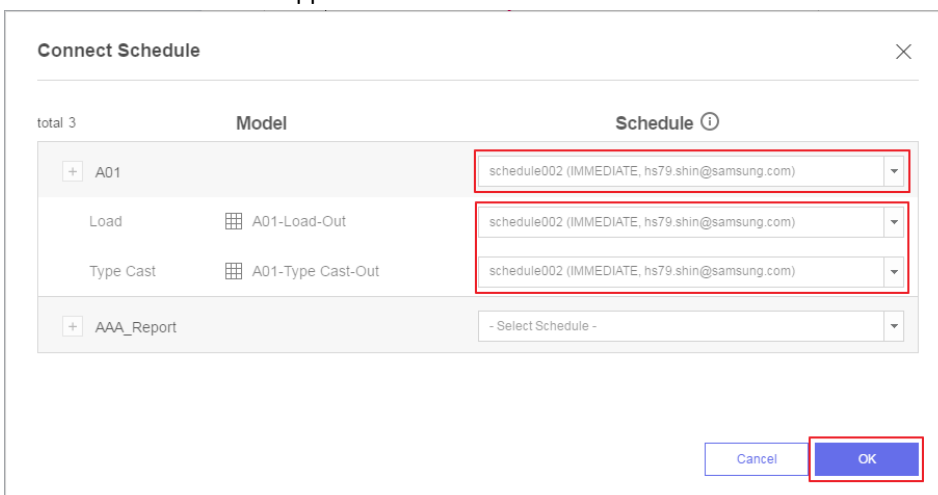 Connect Schedule
total 3 Model Schedule
A01 schedule002 (IMMEDIATE, hs79.shin@samsung.com)
Load A01-Load-Out schedule002 (IMMEDIATE, hs79.shin@samsung.com)
Type Cast A01-Type Cast-Out schedule002 (IMMEDIATE, hs79.shin@samsung.com)
AAA_Report - Select Schedule -
Cancel OK